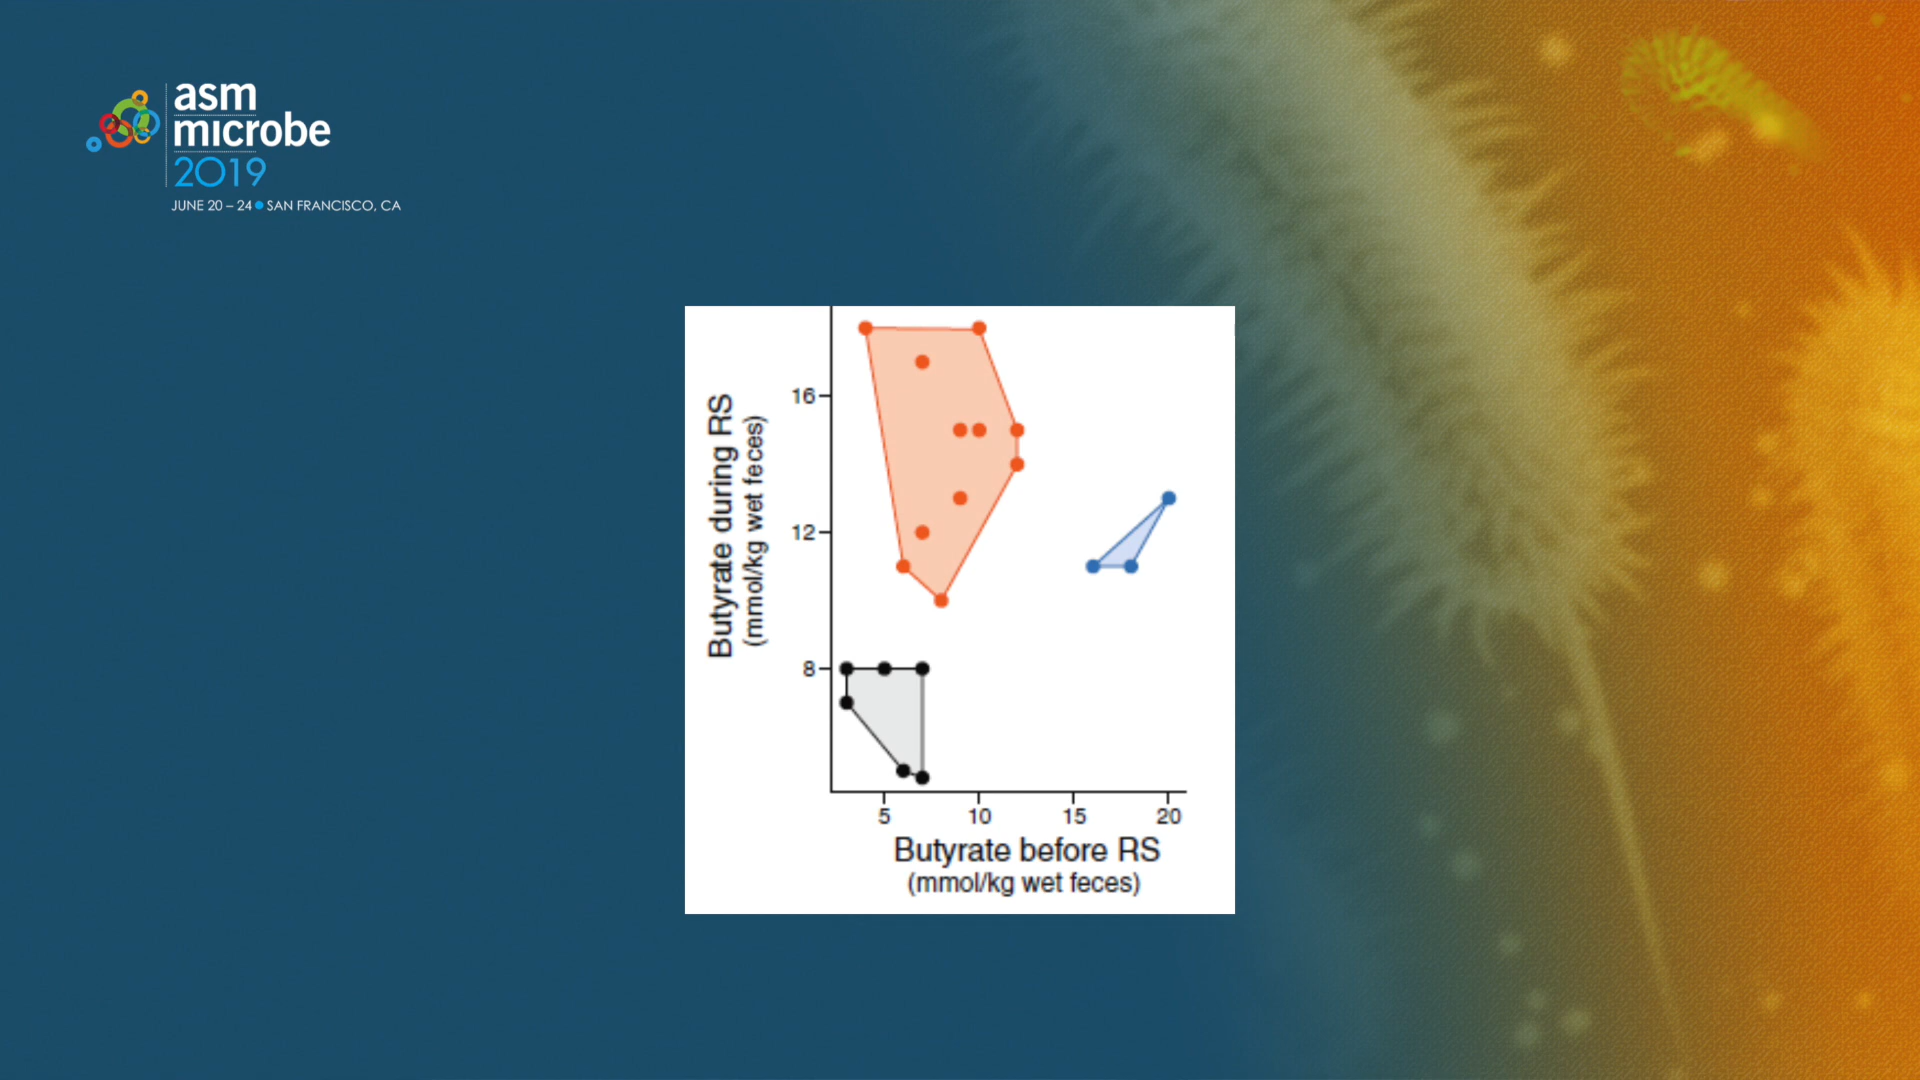 asm
microbe
2019
JUNE 20 – 24 • SAN FRANCISCO, CA
Butyrate during RS
(mmol/kg wet feces)
16
12
8
5 10 15 20
Butyrate before RS
(mmol/kg wet feces)